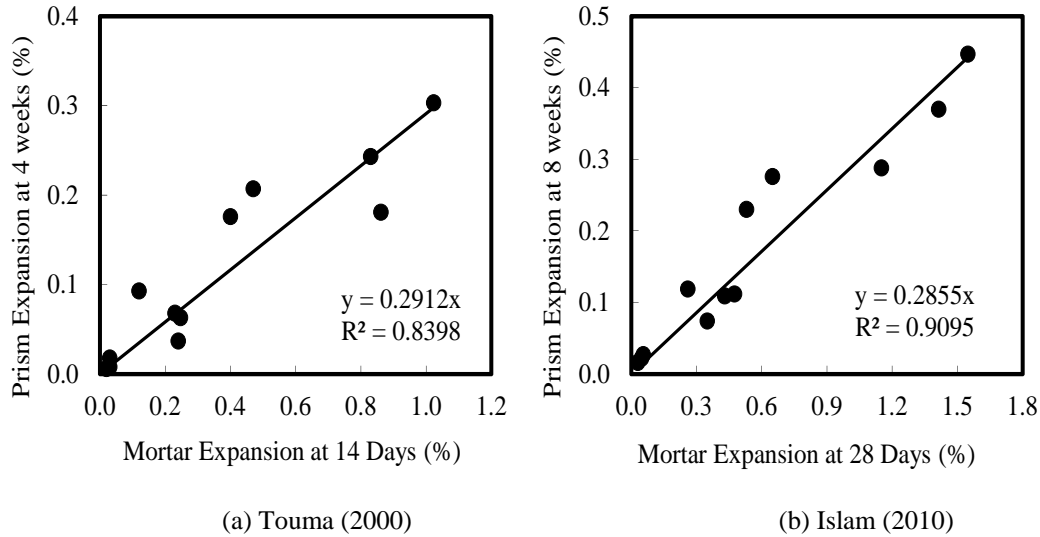 Prism Expansion at 4 weeks (%)
0.4
0.3
0.2
0.1
0.0
y = 0.2912x
R² = 0.8398
0.0 0.2 0.4 0.6 0.8 1.0 1.2
Mortar Expansion at 14 Days (%)
(a) Touma (2000)
Prism Expansion at 8 weeks (%)
0.5
0.4
0.3
0.2
0.1
0.0
y = 0.2855x
R² = 0.9095
0.0 0.3 0.6 0.9 1.2 1.5 1.8
Mortar Expansion at 28 Days (%)
(b) Islam (2010)